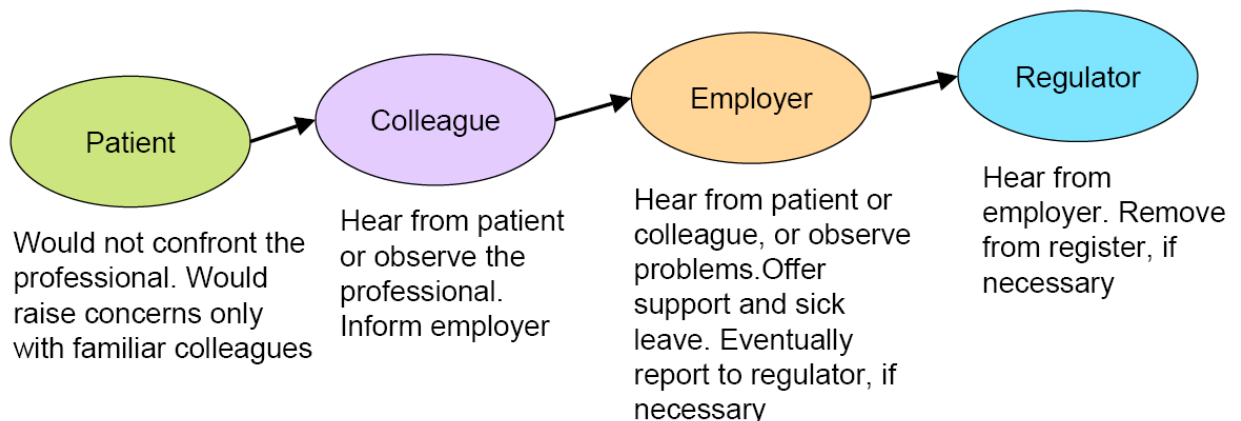 Patient
Colleague
Employer
Regulator
Would not confront the
professional. Would
raise concerns only
with familiar colleagues
Hear from patient
or observe the
professional.
Inform employer
Hear from patient or
colleague, or observe
problems.Offer
support and sick
leave. Eventually
report to regulator, if
necessary
Hear from
employer. Remove
from register, if
necessary